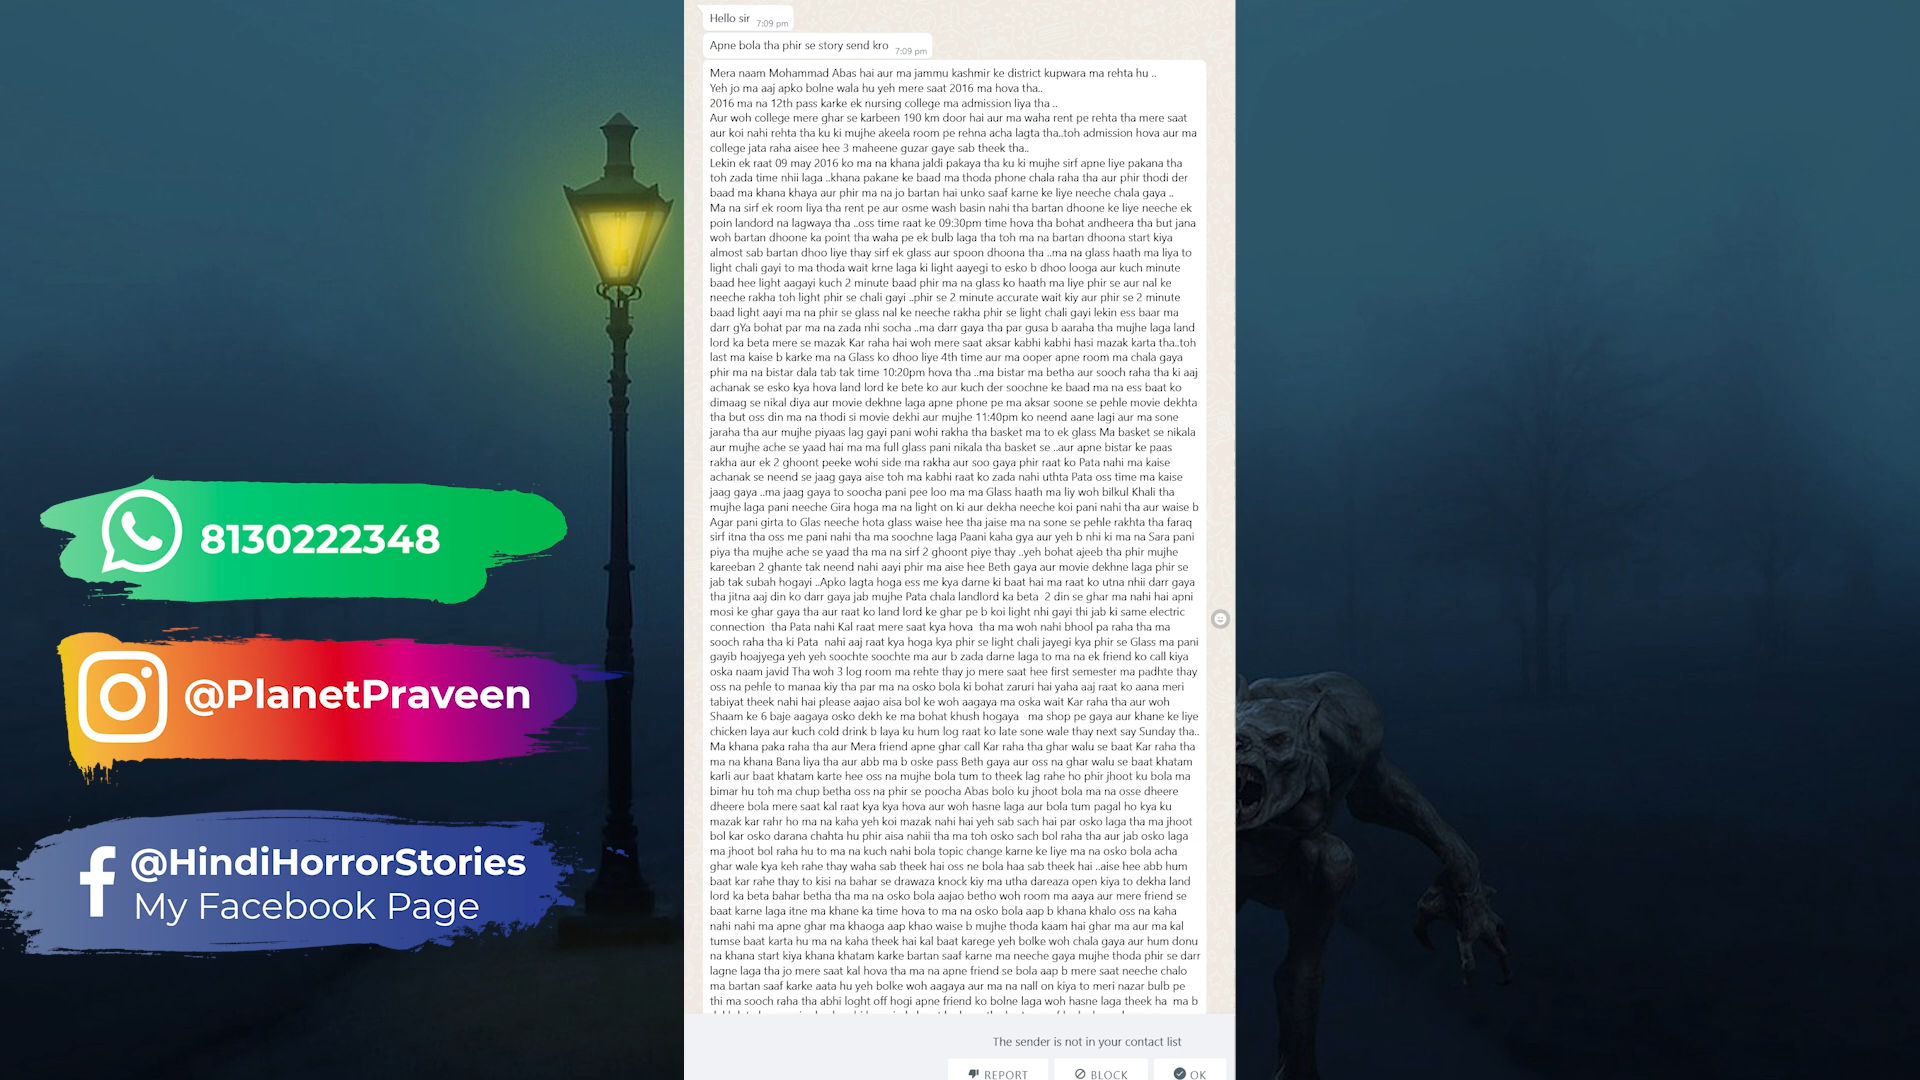 Hello sir 7:09 pm
Apne bola tha phir se story send kro 7:09 pm
Mera naam Mohammad Abas hai aur ma jammu kashmir ke district kupwara ma rehta hu ..
Yeh jo ma aaj apko bolne wala hu yeh mere saat 2016 ma hova tha..
2016 ma na 12th pass karke ek nursing college ma admission liya tha ..
Aur woh college mere ghar se karbeen 190 km door hai aur ma waha rent pe rehta tha mere saat
aur koi nahi rehta tha ku ki mujhe akeela room pe rehna acha lagta tha..toh admission hova aur ma
college jata raha aisee hee 3 maheene guzar gaye sab theek tha..
Lekin ek raat 09 may 2016 ko ma na khana jaldi pakaya tha ku ki mujhe sirf apne liye pakana tha
toh zada time nhii laga ..khana pakane ke baad ma thoda phone chala raha tha aur phir thodi der
baad ma khana khaya aur phir ma na jo bartan hai unko saaf karne ke liye neeche chala gaya ..
Ma na sirf ek room liya tha rent pe aur osme wash basin nahi tha bartan dhoone ke liye neeche ek
poin landord na lagwaya tha ..oss time raat ke 09:30pm time hova tha bohat andheera tha but jana
woh bartan dhoone ka point tha waha pe ek bulb laga tha toh ma na bartan dhoona start kiya
almost sab bartan dhoo liye thay sirf ek glass aur spoon dhoona tha ..ma na glass haath ma liya to
light chali gayi to ma thoda wait krne laga ki light aayegi to esko b dhoo looga aur kuch minute
baad hee light aagayi kuch 2 minute baad phir ma na glass ko haath ma liye phir se aur nal ke
neeche rakha toh light phir se chali gayi ..phir se 2 minute accurate wait kiy aur phir se 2 minute
baad light aayi ma na phir se glass nal ke neeche rakha phir se light chali gayi lekin ess baar ma
darr gYa bohat par ma na zada nhi socha ..ma darr gaya tha par gusa b aaraha tha mujhe laga land
lord ka beta mere se mazak Kar raha hai woh mere saat aksar kabhi kabhi hasi mazak karta tha..toh
last ma kaise b karke ma na Glass ko dhoo liye 4th time aur ma ooper apne room ma chala gaya
phir ma na bistar dala tab tak time 10:20pm hova tha ..ma bistar ma betha aur sooch raha tha ki aaj
achanak se esko kya hova land lord ke bete ko aur kuch der soochne ke baad ma na ess baat ko
dimaag se nikal diya aur movie dekhne laga apne phone pe ma aksar soone se pehle movie dekhta
tha but oss din ma na thodi si movie dekhi aur mujhe 11:40pm ko neend aane lagi aur ma sone
jaraha tha aur mujhe piyaas lag gayi pani wohi rakha tha basket ma to ek glass Ma basket se nikala
aur mujhe ache se yaad hai ma ma full glass pani nikala tha basket se ..aur apne bistar ke paas
rakha aur ek 2 ghoont peeke wohi side ma rakha aur soo gaya phir raat ko Pata nahi ma kaise
achanak se neend se jaag gaya aise toh ma kabhi raat ko zada nahi uthta Pata oss time ma kaise
jaag gaya ..ma jaag gaya to soocha pani pee loo ma ma Glass haath ma liy woh bilkul Khali tha
mujhe laga pani neeche Gira hoga ma na light on ki aur dekha neeche koi pani nahi tha aur waise b
Agar pani girta to Glas neeche hota glass waise hee tha jaise ma na sone se pehle rakhta tha faraq
sirf itna tha oss me pani nahi tha ma soochne laga Paani kaha gya aur yeh b nhi ki ma na Sara pani
piya tha mujhe ache se yaad tha ma na sirf 2 ghoont piye thay ..yeh bohat ajeeb tha phir mujhe
kareeban 2 ghante tak neend nahi aayi phir ma aise hee Beth gaya aur movie dekhne laga phir se
jab tak subah hogayi ..Apko lagta hoga ess me kya darne ki baat hai ma raat ko utna nhii darr gaya
tha jitna aaj din ko darr gaya jab mujhe Pata chala landlord ka beta  2 din se ghar ma nahi hai apni
mosi ke ghar gaya tha aur raat ko land lord ke ghar pe b koi light nhi gayi thi jab ki same electric
connection  tha Pata nahi Kal raat mere saat kya hova  tha ma woh nahi bhool pa raha tha ma
sooch raha tha ki Pata  nahi aaj raat kya hoga kya phir se light chali jayegi kya phir se Glass ma pani
gayib hoajyega yeh yeh soochte soochte ma aur b zada darne laga to ma na ek friend ko call kiya
oska naam javid Tha woh 3 log room ma rehte thay jo mere saat hee first semester ma padhte thay
oss na pehle to manaa kiy tha par ma na osko bola ki bohat zaruri hai yaha aaj raat ko aana meri
tabiyat theek nahi hai please aajao aisa bol ke woh aagaya ma oska wait Kar raha tha aur woh
Shaam ke 6 baje aagaya osko dekh ke ma bohat khush hogaya   ma shop pe gaya aur khane ke liye
chicken laya aur kuch cold drink b laya ku hum log raat ko late sone wale thay next say Sunday tha..
Ma khana paka raha tha aur Mera friend apne ghar call Kar raha tha ghar walu se baat Kar raha tha
ma na khana Bana liya tha aur abb ma b oske pass Beth gaya aur oss na ghar walu se baat khatam
karli aur baat khatam karte hee oss na mujhe bola tum to theek lag rahe ho phir jhoot ku bola ma
bimar hu toh ma chup betha oss na phir se poocha Abas bolo ku jhoot bola ma na osse dheere
dheere bola mere saat kal raat kya kya hova aur woh hasne laga aur bola tum pagal ho kya ku
mazak kar rahr ho ma na kaha yeh koi mazak nahi hai yeh sab sach hai par osko laga tha ma jhoot
bol kar osko darana chahta hu phir aisa nahii tha ma toh osko sach bol raha tha aur jab osko laga
ma jhoot bol raha hu to ma na kuch nahi bola topic change karne ke liye ma na osko bola acha
ghar wale kya keh rahe thay waha sab theek hai oss ne bola haa sab theek hai ..aise hee abb hum
baat kar rahe thay to kisi na bahar se drawaza knock kiy ma utha dareaza open kiya to dekha land
lord ka beta bahar betha tha ma na osko bola aajao betho woh room ma aaya aur mere friend se
baat karne laga itne ma khane ka time hova to ma na osko bola aap b khana khalo oss na kaha
nahi nahi ma apne ghar ma khaoga aap khao waise b mujhe thoda kaam hai ghar ma aur ma kal
tumse baat karta hu ma na kaha theek hai kal baat karege yeh bolke woh chala gaya aur hum donu
na khana start kiya khana khatam karke bartan saaf karne ma neeche gaya mujhe thoda phir se darr
lagne laga tha jo mere saat kal hova tha ma na apne friend se bola aap b mere saat neeche chalo
ma bartan saaf karke aata hu yeh bolke woh aagaya aur ma na nall on kiya to meri nazar bulb pe
thi ma sooch raha tha abhi loght off hogi apne friend ko bolne laga woh hasne laga theek ha  ma b
The sender is not in your contact list
REPORT BLOCK OK
8130222348
@PlanetPraveen
@HindiHorrorStories
My Facebook Page